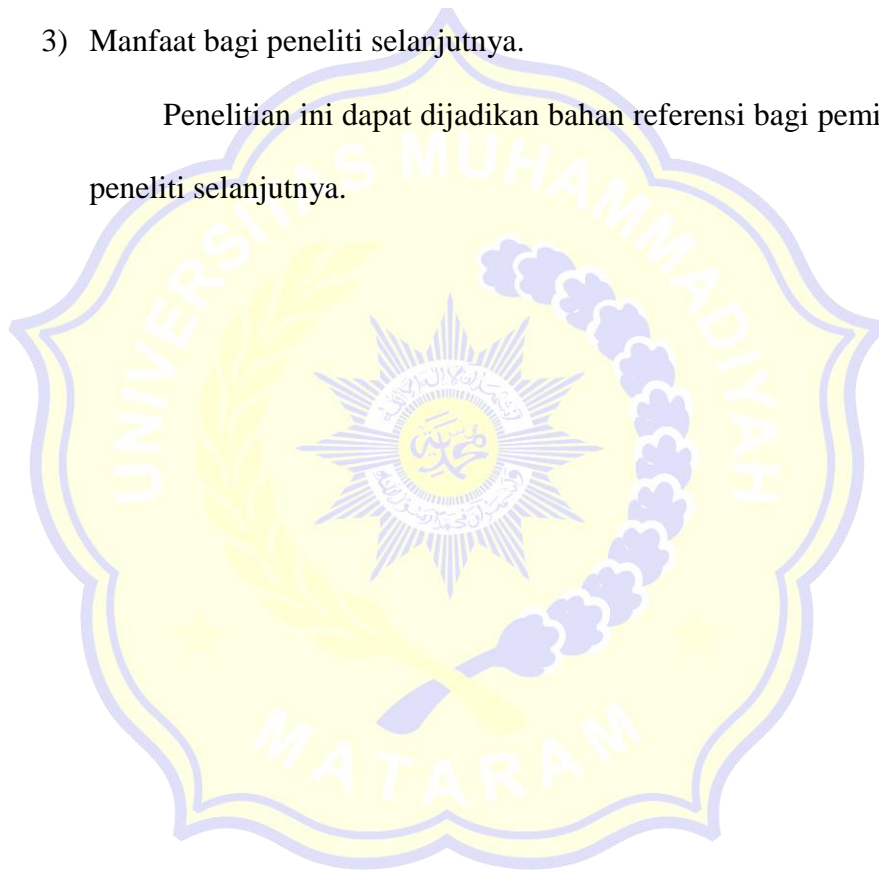 3) Manfaat bagi peneliti selanjutnya.
Penelitian ini dapat dijadikan bahan referensi bagi pemi
peneliti selanjutnya.
UNIVERSITAS MUHAMMADIYAH
MATARAM